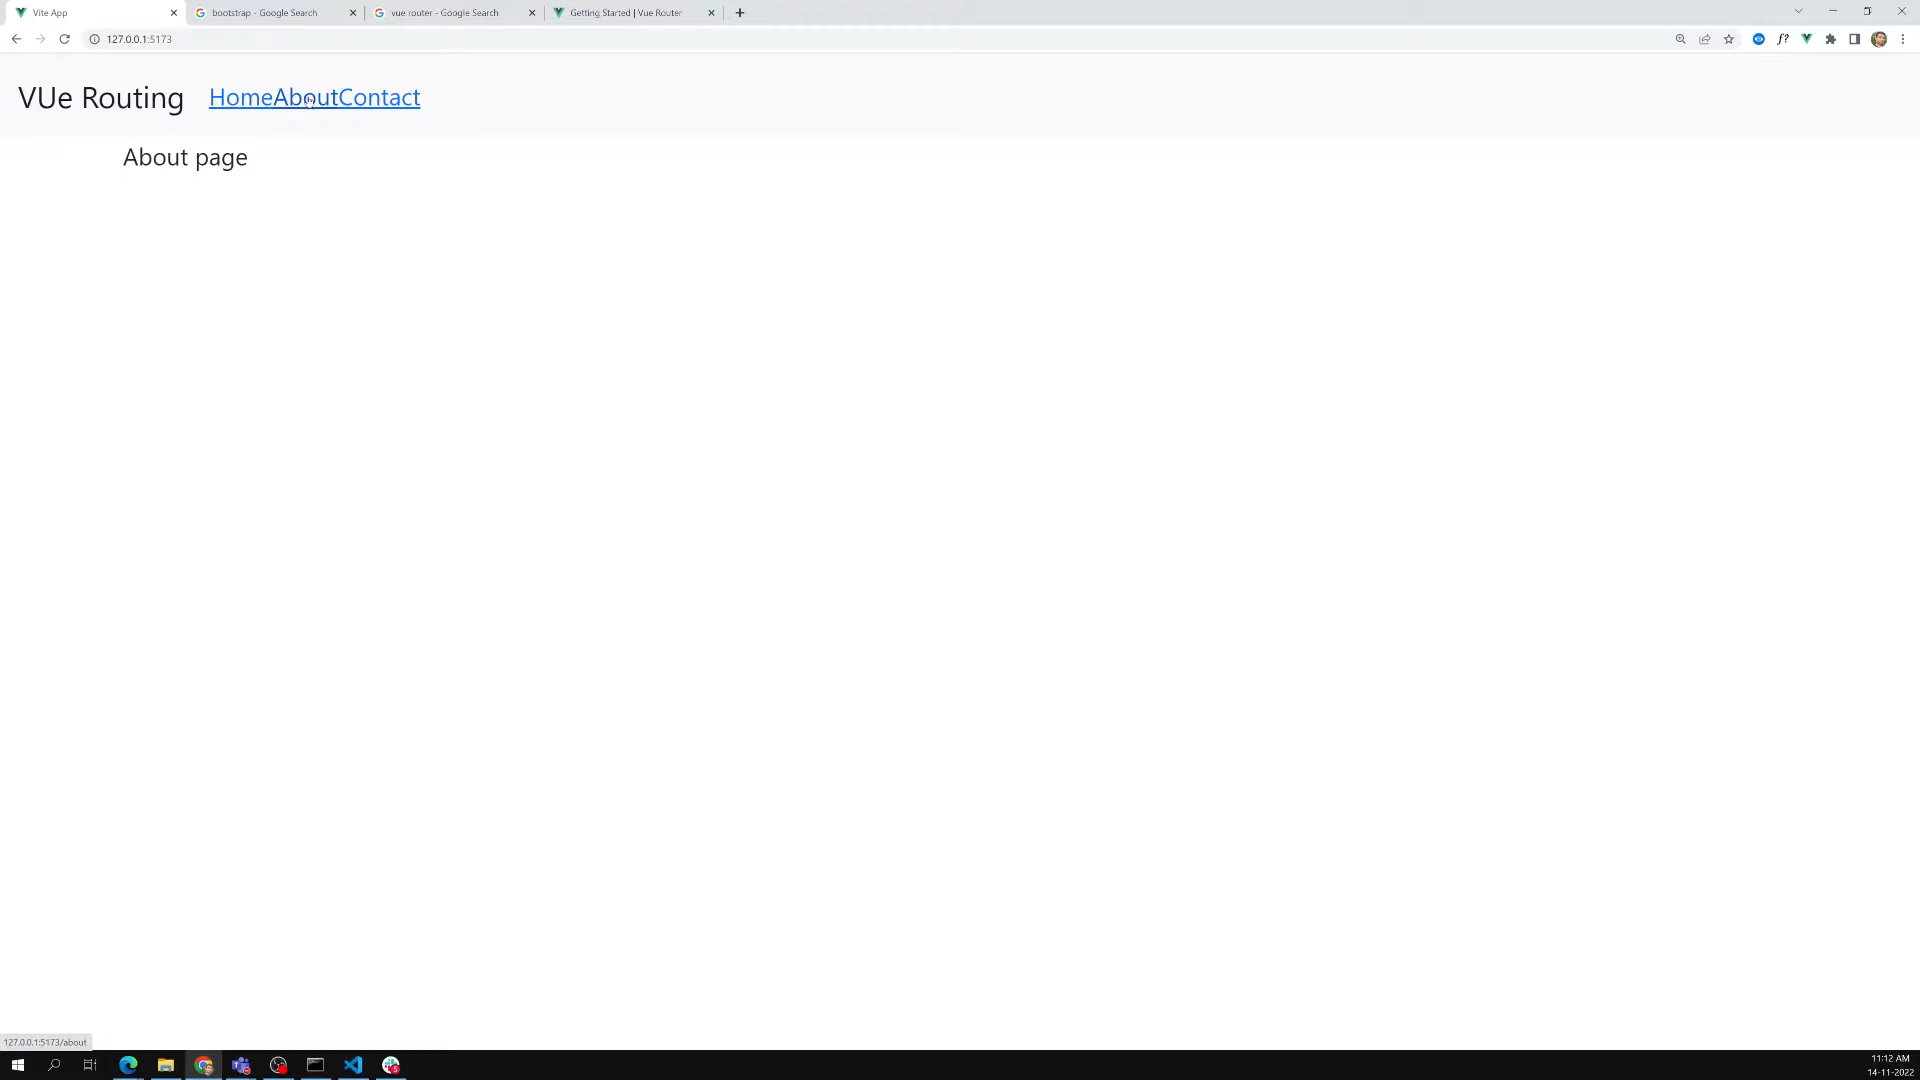 Vite App
bootstrap - Google Search
vue router - Google Search
Getting Started | Vue Router
127.0.0.1:5173
f?
VUe Routing
HomeAboutContact
About page
127.0.0.1:5173/about
11:12 AM
14-11-2022